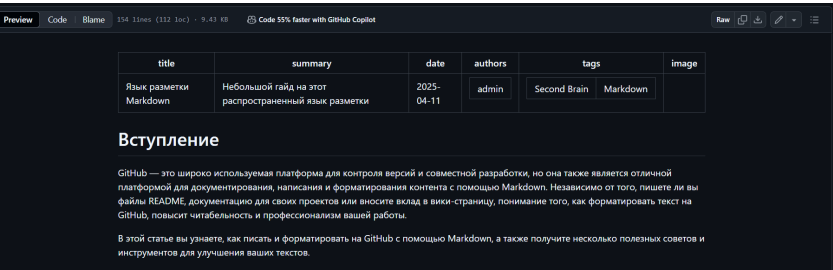 Preview Code Blame 154 lines (112 loc) · 9.43 KB Code 55% faster with GitHub Copilot Raw
title summary date authors tags image
Язык разметки Markdown Небольшой гайд на этот распространенный язык разметки 2025-04-11 admin Second Brain Markdown
Вступление
GitHub — это широко используемая платформа для контроля версий и совместной разработки, но она также является отличной
платформой для документирования, написания и форматирования контента с помощью Markdown. Независимо от того, пишете ли вы
файлы README, документацию для своих проектов или вносите вклад в вики-страницу, понимание того, как форматировать текст на
GitHub, повысит читабельность и профессионализм вашей работы.
В этой статье вы узнаете, как писать и форматировать на GitHub с помощью Markdown, а также получите несколько полезных советов и
инструментов для улучшения ваших текстов.